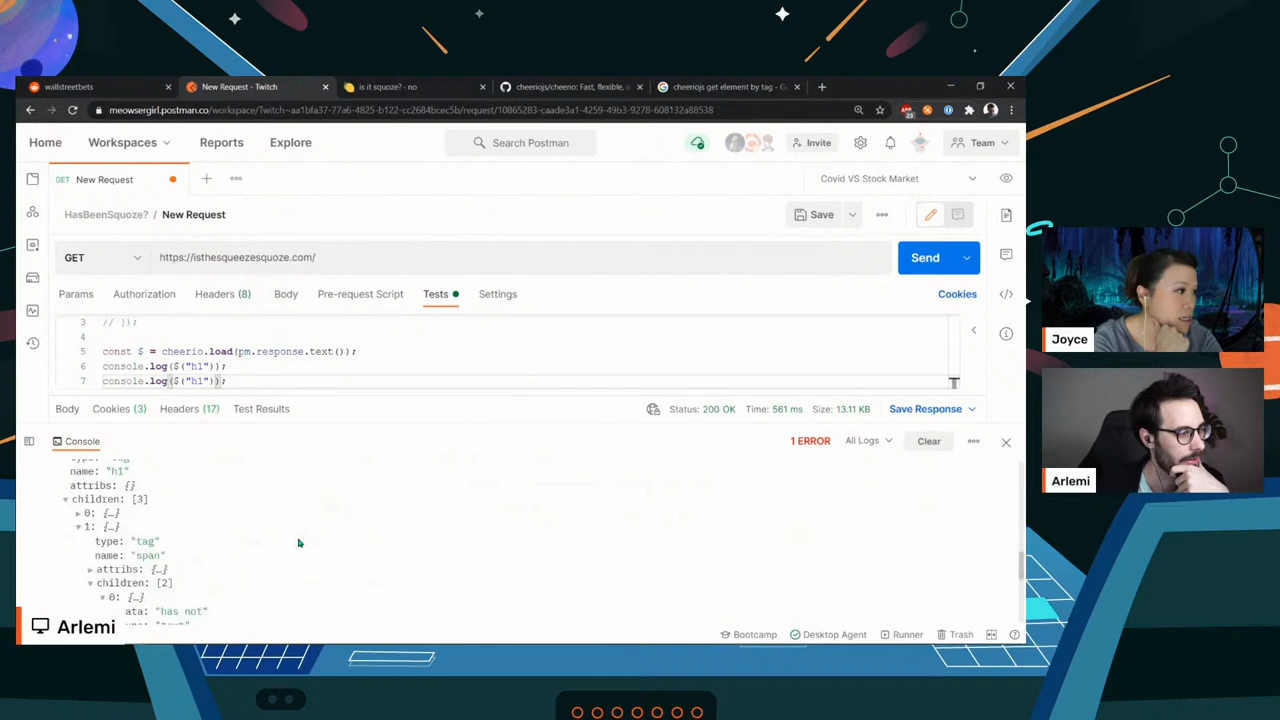 wallstreetbets
New Request - Twitch
is it squoze? - no
cheeriojs/cheerio: Fast, flexible,
cheeriojs get element by tag - G
meowsergirl.postman.co/workspace/Twitch~aa1bfa37-77a6-4825-b122-cc2684bcec5b/request/10865283-caade3a1-4259-49b3-9278-608132a88538
23
Home
Workspaces
Reports
Explore
Search Postman
Invite
Team
GET New Request
Covid VS Stock Market
HasBeenSquoze? / New Request
Save
GET
https://isthesqueezesquoze.com/
Send
Params
Authorization
Headers (8)
Body
Pre-request Script
Tests
Settings
Cookies
3 // });
4
5 const $ = cheerio.load(pm.response.text());
6 console.log($("h1"));
7 console.log($("h1"));
Body
Cookies (3)
Headers (17)
Test Results
Status: 200 OK
Time: 561 ms
Size: 13.11 KB
Save Response
Console
1 ERROR
All Logs
Clear
name: "h1"
attribs: {}
children: [3]
0: {…}
1: {…}
type: "tag"
name: "span"
attribs: {…}
children: [2]
0: {…}
ata: "has not"
Bootcamp
Desktop Agent
Runner
Trash
Arlemi
Joyce
Arlemi